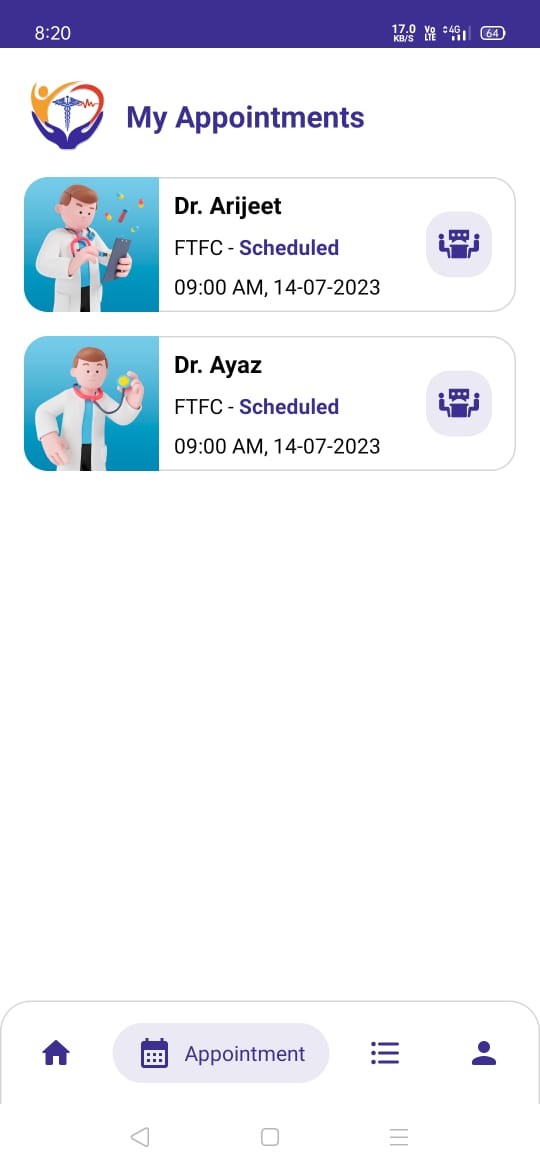 8:20
17.0 KB/S Vo LTE 4G 64
My Appointments
Dr. Arijeet
FTFC - Scheduled
09:00 AM, 14-07-2023
Dr. Ayaz
FTFC - Scheduled
09:00 AM, 14-07-2023
Appointment